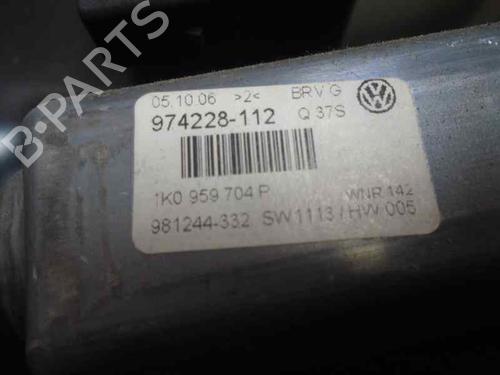 05.10.06 >2< BRV G
974228-112 Q 37S
1K0 959 704 P WNR 142
981244-332 SW1113/HW 005
B-PARTS